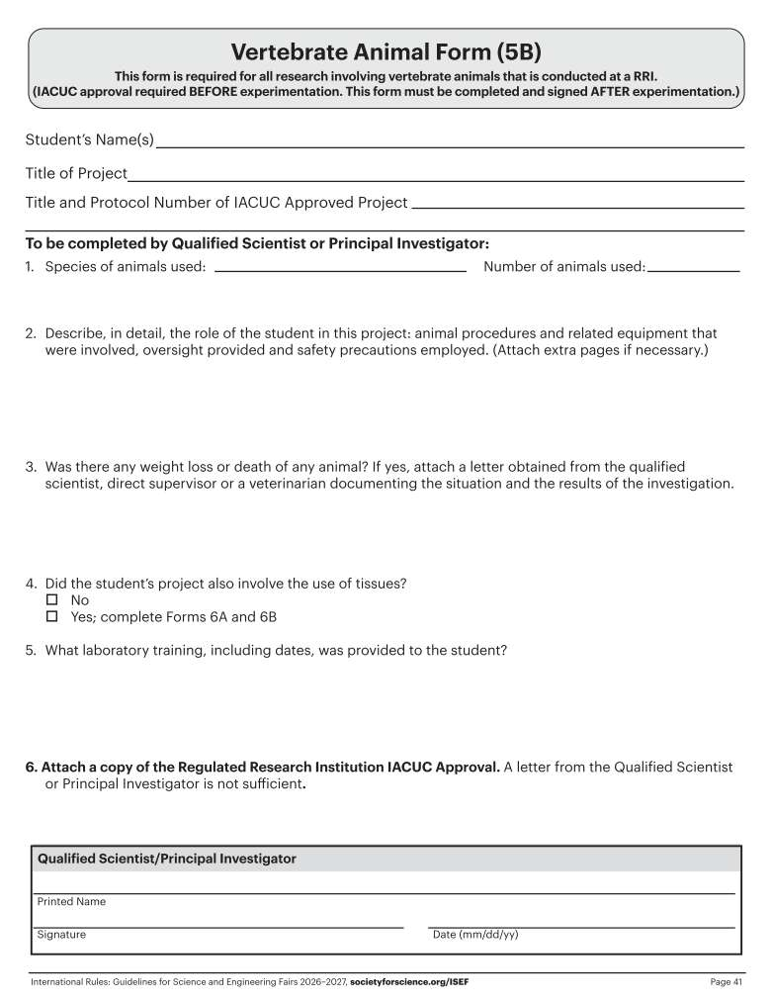 Vertebrate Animal Form (5B)
This form is required for all research involving vertebrate animals that is conducted at a RRI.
(IACUC approval required BEFORE experimentation. This form must be completed and signed AFTER experimentation.)
Student’s Name(s)
Title of Project
Title and Protocol Number of IACUC Approved Project
To be completed by Qualified Scientist or Principal Investigator:
1. Species of animals used: Number of animals used:
2. Describe, in detail, the role of the student in this project: animal procedures and related equipment that
were involved, oversight provided and safety precautions employed. (Attach extra pages if necessary.)
3. Was there any weight loss or death of any animal? If yes, attach a letter obtained from the qualified
scientist, direct supervisor or a veterinarian documenting the situation and the results of the investigation.
4. Did the student’s project also involve the use of tissues?
☐ No
☐ Yes; complete Forms 6A and 6B
5. What laboratory training, including dates, was provided to the student?
6. Attach a copy of the Regulated Research Institution IACUC Approval. A letter from the Qualified Scientist
or Principal Investigator is not sufficient.
Qualified Scientist/Principal Investigator
Printed Name
Signature Date (mm/dd/yy)
International Rules: Guidelines for Science and Engineering Fairs 2026–2027, societyforscience.org/ISEF Page 41